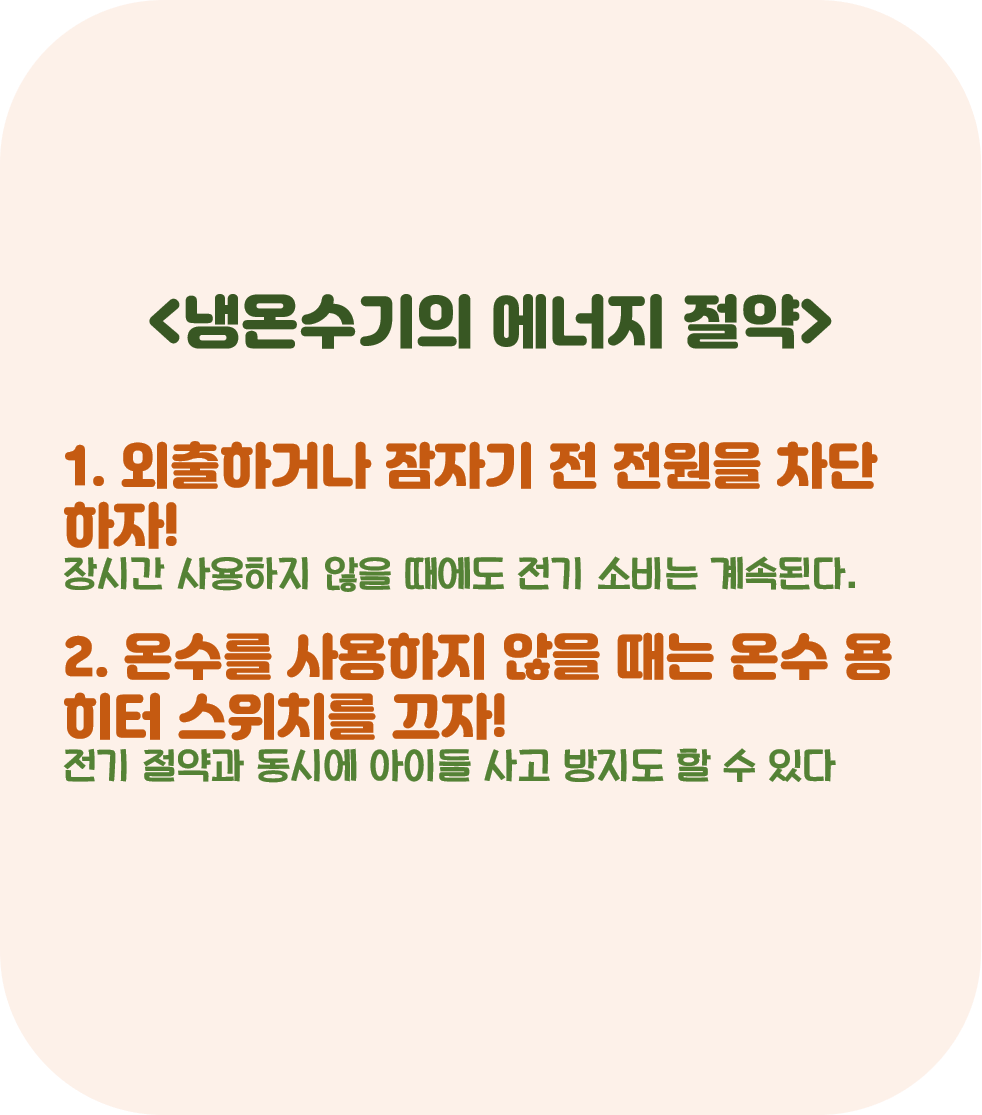 <냉온수기의 에너지 절약>
1. 외출하거나 잠자기 전 전원을 차단
하자!
장시간 사용하지 않을 때에도 전기 소비는 계속된다.
2. 온수를 사용하지 않을 때는 온수 용
히터 스위치를 끄자!
전기 절약과 동시에 아이들 사고 방지도 할 수 있다